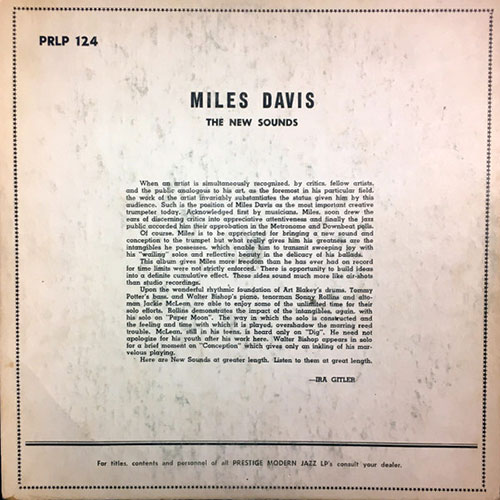 PRLP 124
MILES DAVIS
THE NEW SOUNDS
When an artist is simultaneously recognized, by critics, fellow artists,
and the public analogous to his art, as the foremost in his particular field,
the work of the artist invariably substantiates the status given him by this
audience. Such is the position of Miles Davis as the most important creative
trumpeter today. Acknowledged first by musicians, Miles, soon drew the
ears of discerning critics into appreciative attentiveness and finally the jazz
public accorded him their approbation in the Metronome and Downbeat polls.
Of course, Miles is to be appreciated for bringing a new sound and
conception to the trumpet but what really gives him his greatness are the
intangibles he possesses, which enable him to transmit sweeping joy with
his "wailing" solos and reflective beauty in the delicacy of his ballads.
This album gives Miles more freedom than he has ever had on record
for time limits were not strictly enforced. There is opportunity to build ideas
into a definite cumulative effect. These sides sound much more like air-shots
than studio recordings.
Upon the wonderful rhythmic foundation of Art Blakey's drums, Tommy
Potter's bass, and Walter Bishop's piano, tenorman Sonny Rollins and alto-
man Jackie McLean are able to enjoy some of the unlimited time for their
solo efforts. Rollins demonstrates the impact of the intangibles, again, with
his solo on "Paper Moon". The way in which the solo is constructed and
the feeling and time with which it is played, overshadow the marring reed
trouble. McLean, still in his teens, is heard only on "Dig". He need not
apologize for his youth after his work here. Walter Bishop appears in solo
for a brief moment on "Conception" which gives only an inkling of his mar-
velous playing.
Here are New Sounds at greater length. Listen to them at great length.
—IRA GITLER
For titles, contents and personnel of all PRESTIGE MODERN JAZZ LP's consult your dealer.